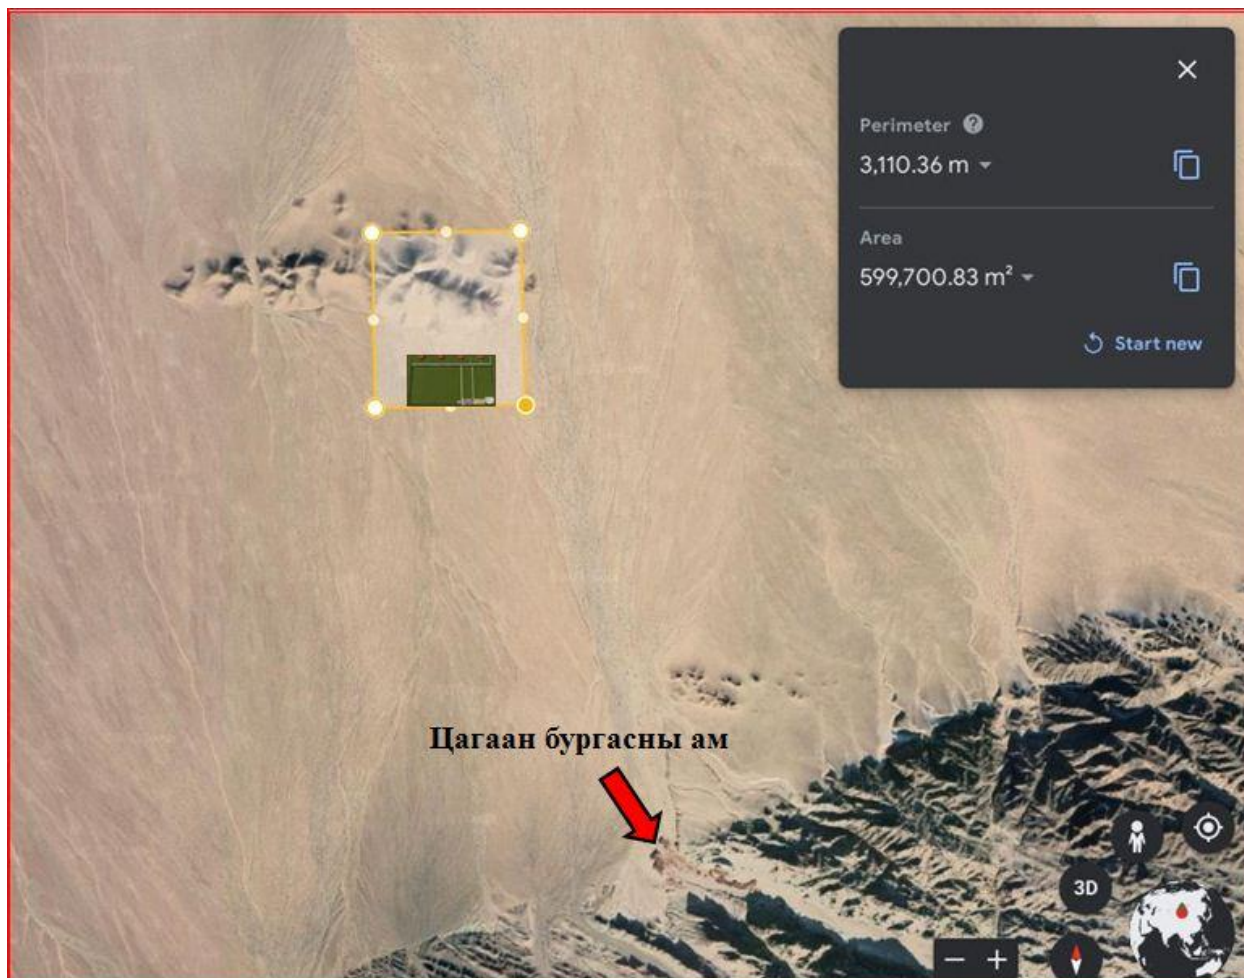 Perimeter
3,110.36 m
Area
599,700.83 m²
Start new
Цагаан бургасны ам
3D